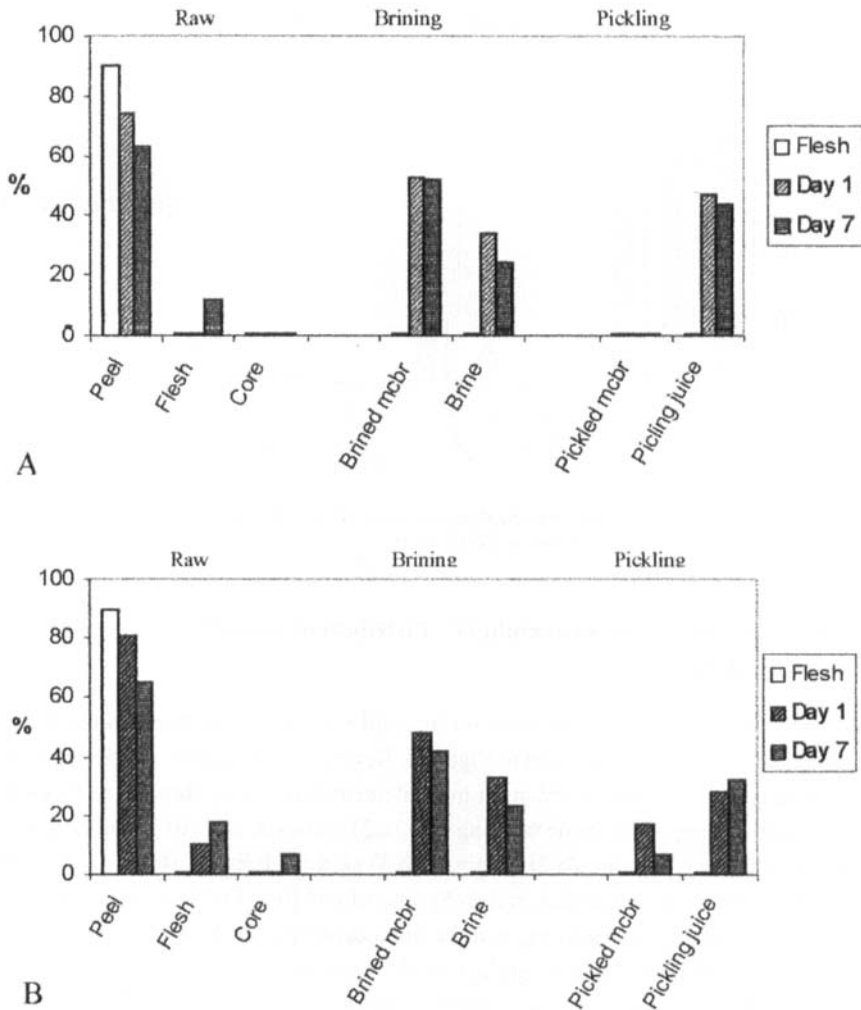 Raw Brining Pickling
100
80
60
%
40
20
0
Flesh
Day 1
Day 7
Peel
Flesh
Core
Brined mcbr
Brine
Pickled mcbr
Picling juice
A
Raw Brining Pickling
100
80
60
%
40
20
0
Flesh
Day 1
Day 7
Peel
Flesh
Core
Brined mcbr
Brine
Pickled mcbr
Pickling juice
B